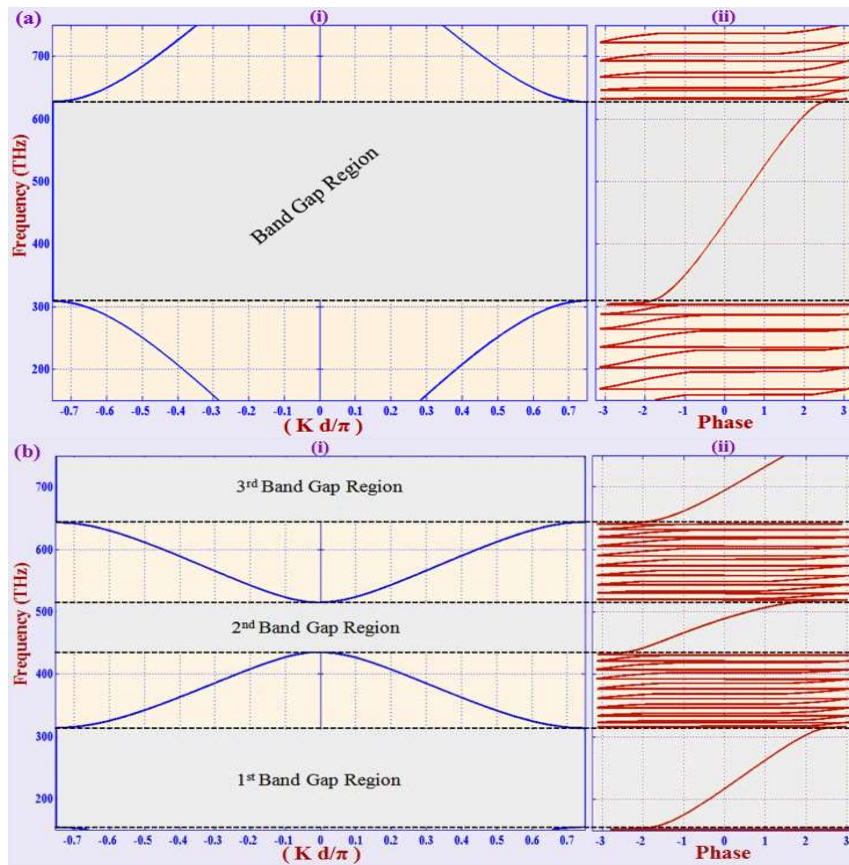 (a)
(i)
(ii)
700
600
500
400
300
200
Frequency (THz)
Band Gap Region
-0.7 -0.6 -0.5 -0.4 -0.3 -0.2 -0.1 0 0.1 0.2 0.3 0.4 0.5 0.6 0.7
( K d/π )
-3 -2 -1 0 1 2 3
Phase
(b)
(i)
(ii)
700
600
500
400
300
200
Frequency (THz)
3rd Band Gap Region
2nd Band Gap Region
1st Band Gap Region
-0.7 -0.6 -0.5 -0.4 -0.3 -0.2 -0.1 0 0.1 0.2 0.3 0.4 0.5 0.6 0.7
( K d/π )
-3 -2 -1 0 1 2 3
Phase